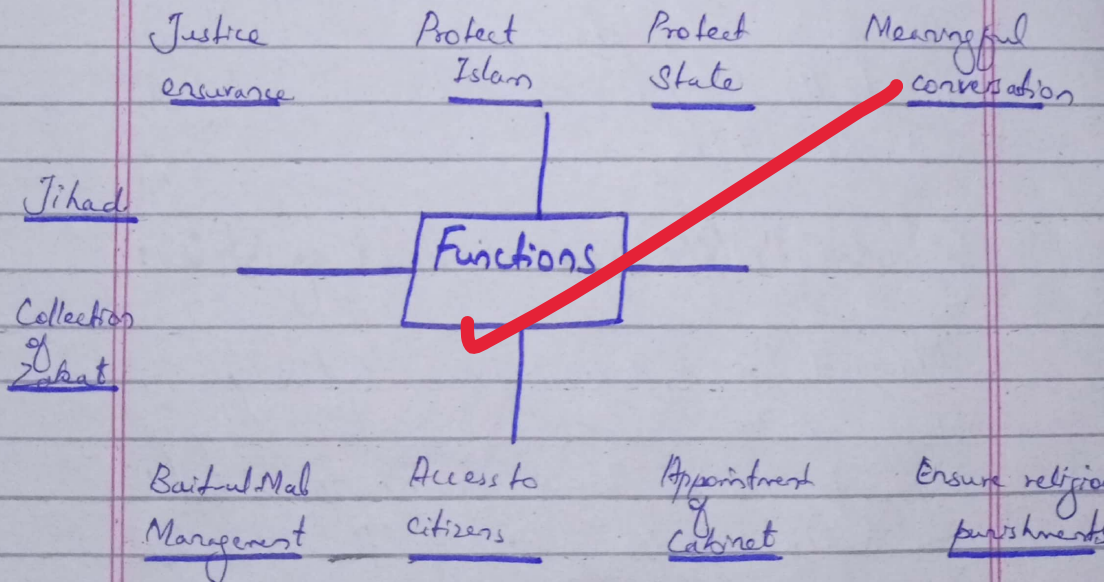 Justice ensurance
Protect Islam
Protect State
Meaningful conversation
Jihad
Functions
Collection of Zakat
Bait-ul-Mal Management
Access to citizens
Appointment of Cabinet
Ensure religio punishments